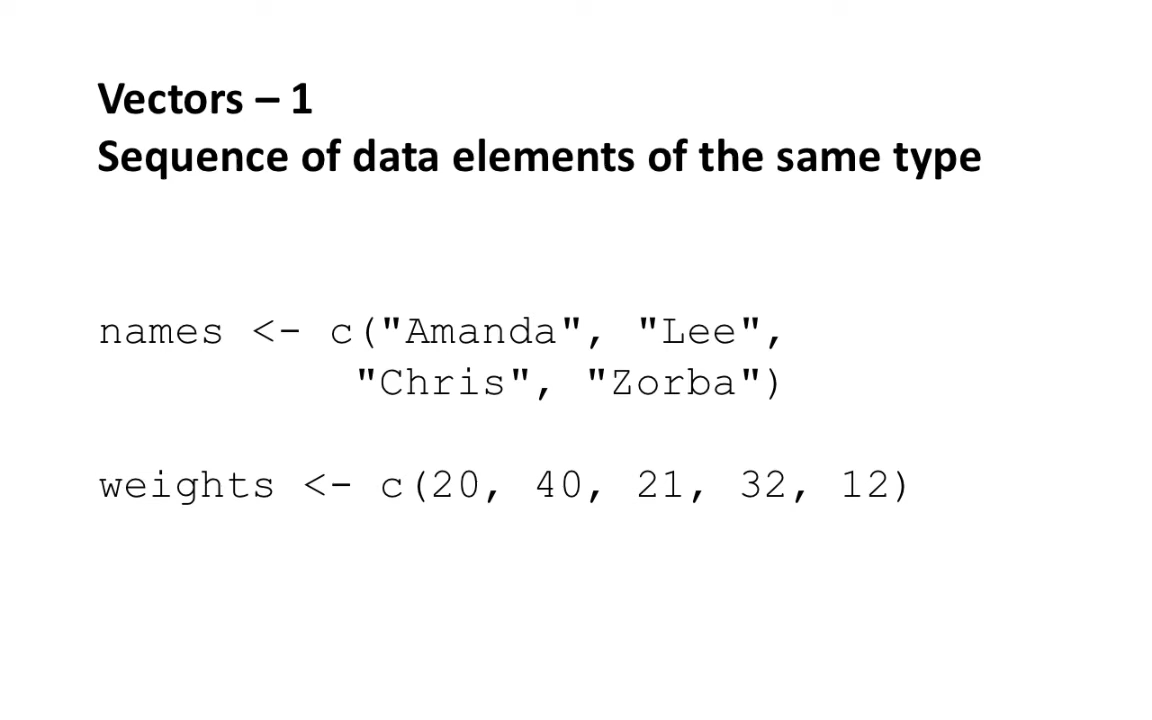 Vectors – 1
Sequence of data elements of the same type
names <- c("Amanda", "Lee",
"Chris", "Zorba")
weights <- c(20, 40, 21, 32, 12)